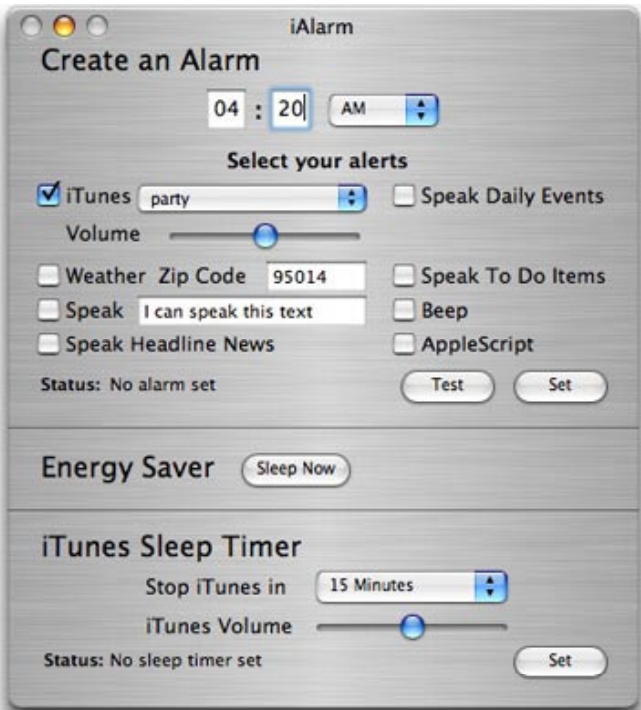 iAlarm
Create an Alarm
04 : 20 AM
Select your alerts
iTunes party Speak Daily Events
Volume
Weather Zip Code 95014 Speak To Do Items
Speak I can speak this text Beep
Speak Headline News AppleScript
Status: No alarm set Test Set
Energy Saver Sleep Now
iTunes Sleep Timer
Stop iTunes in 15 Minutes
iTunes Volume
Status: No sleep timer set Set